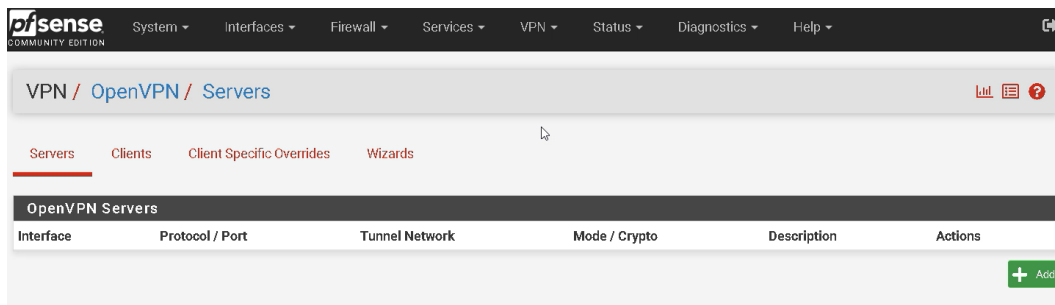 pfsense System Interfaces Firewall Services VPN Status Diagnostics Help
COMMUNITY EDITION
VPN / OpenVPN / Servers
Servers Clients Client Specific Overrides Wizards
OpenVPN Servers
Interface Protocol / Port Tunnel Network Mode / Crypto Description Actions
Add